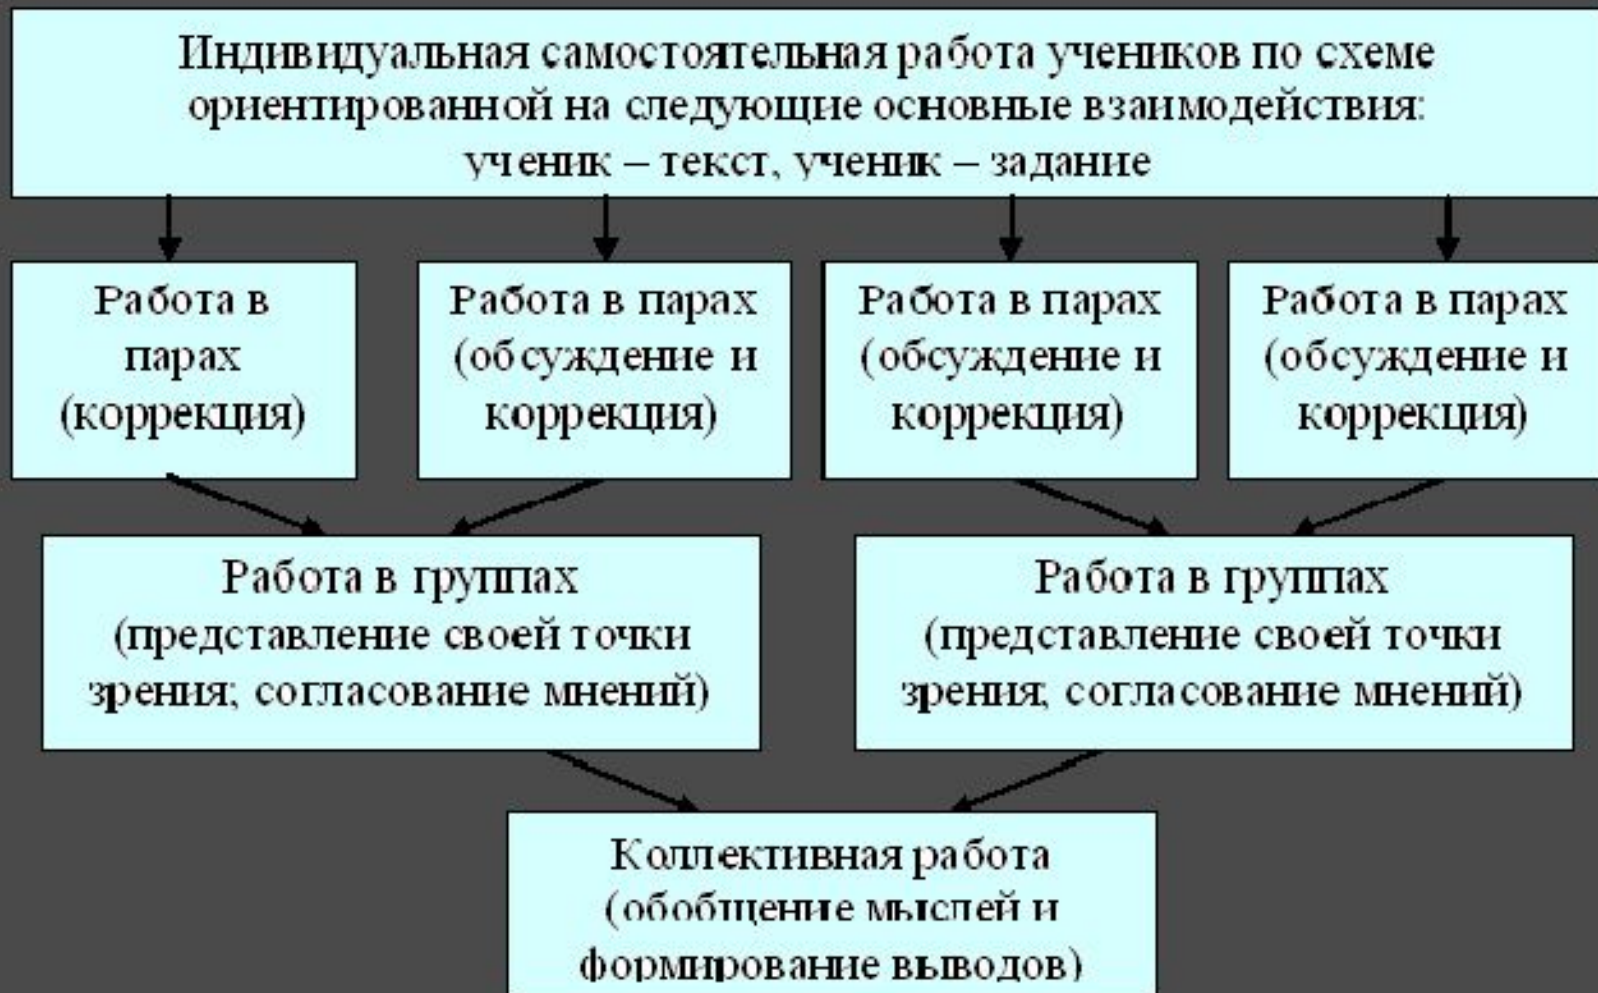 Индивидуальная самостоятельная работа учеников по схеме
ориентированной на следующие основные взаимодействия:
ученик – текст, ученик – задание
Работа в
парах
(коррекция)
Работа в парах
(обсуждение и
коррекция)
Работа в парах
(обсуждение и
коррекция)
Работа в парах
(обсуждение и
коррекция)
Работа в группах
(представление своей точки
зрения; согласование мнений)
Работа в группах
(представление своей точки
зрения; согласование мнений)
Коллективная работа
(обобщение мыслей и
формирование выводов)